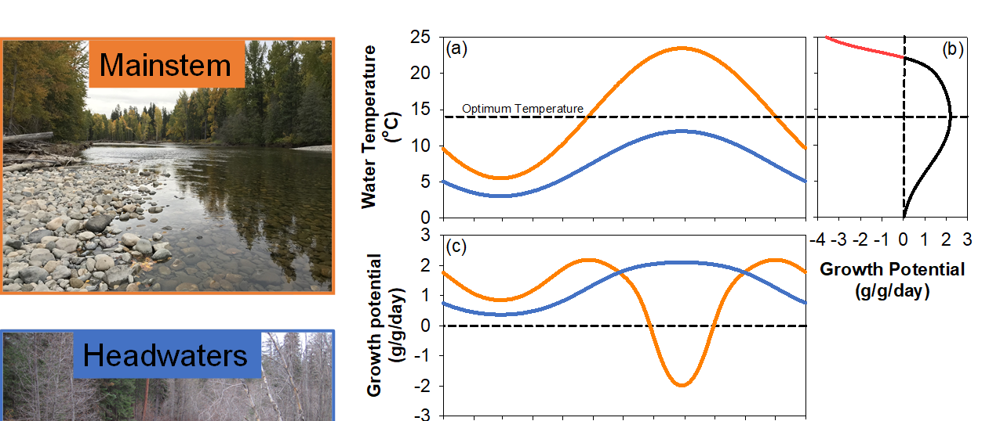 Mainstem
Headwaters
Water Temperature
(°C)
25
20
15
10
5
0
(a)
Optimum Temperature
(b)
-4 -3 -2 -1 0 1 2 3
Growth Potential
(g/g/day)
Growth potential
(g/g/day)
3
2
1
0
-1
-2
-3
(c)